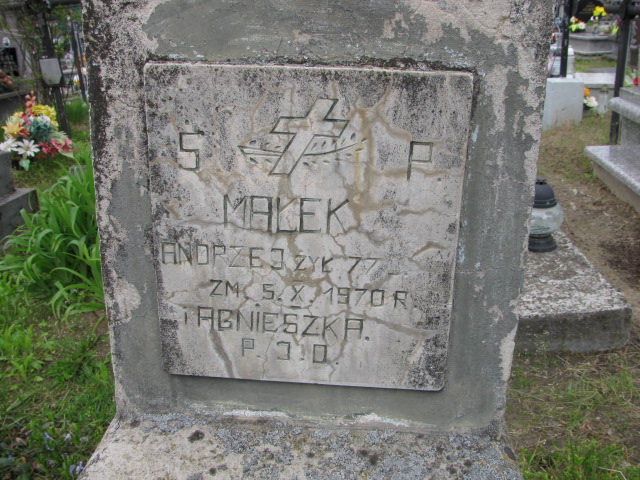 S P
MAŁEK
ANDRZEJ ŻYŁ 77
ZM. 5.X.1970 R.
I AGNIESZKA.
P.J.D.